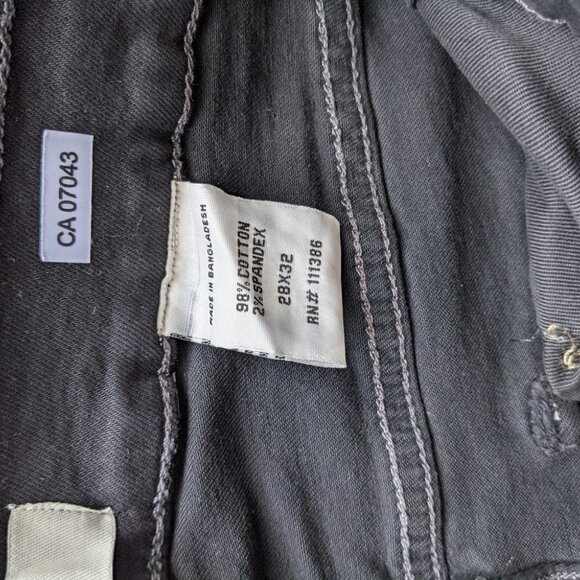 CA 07043
MADE IN BANGLADESH
98% COTTON
2% SPANDEX
28X32
RN# 111386